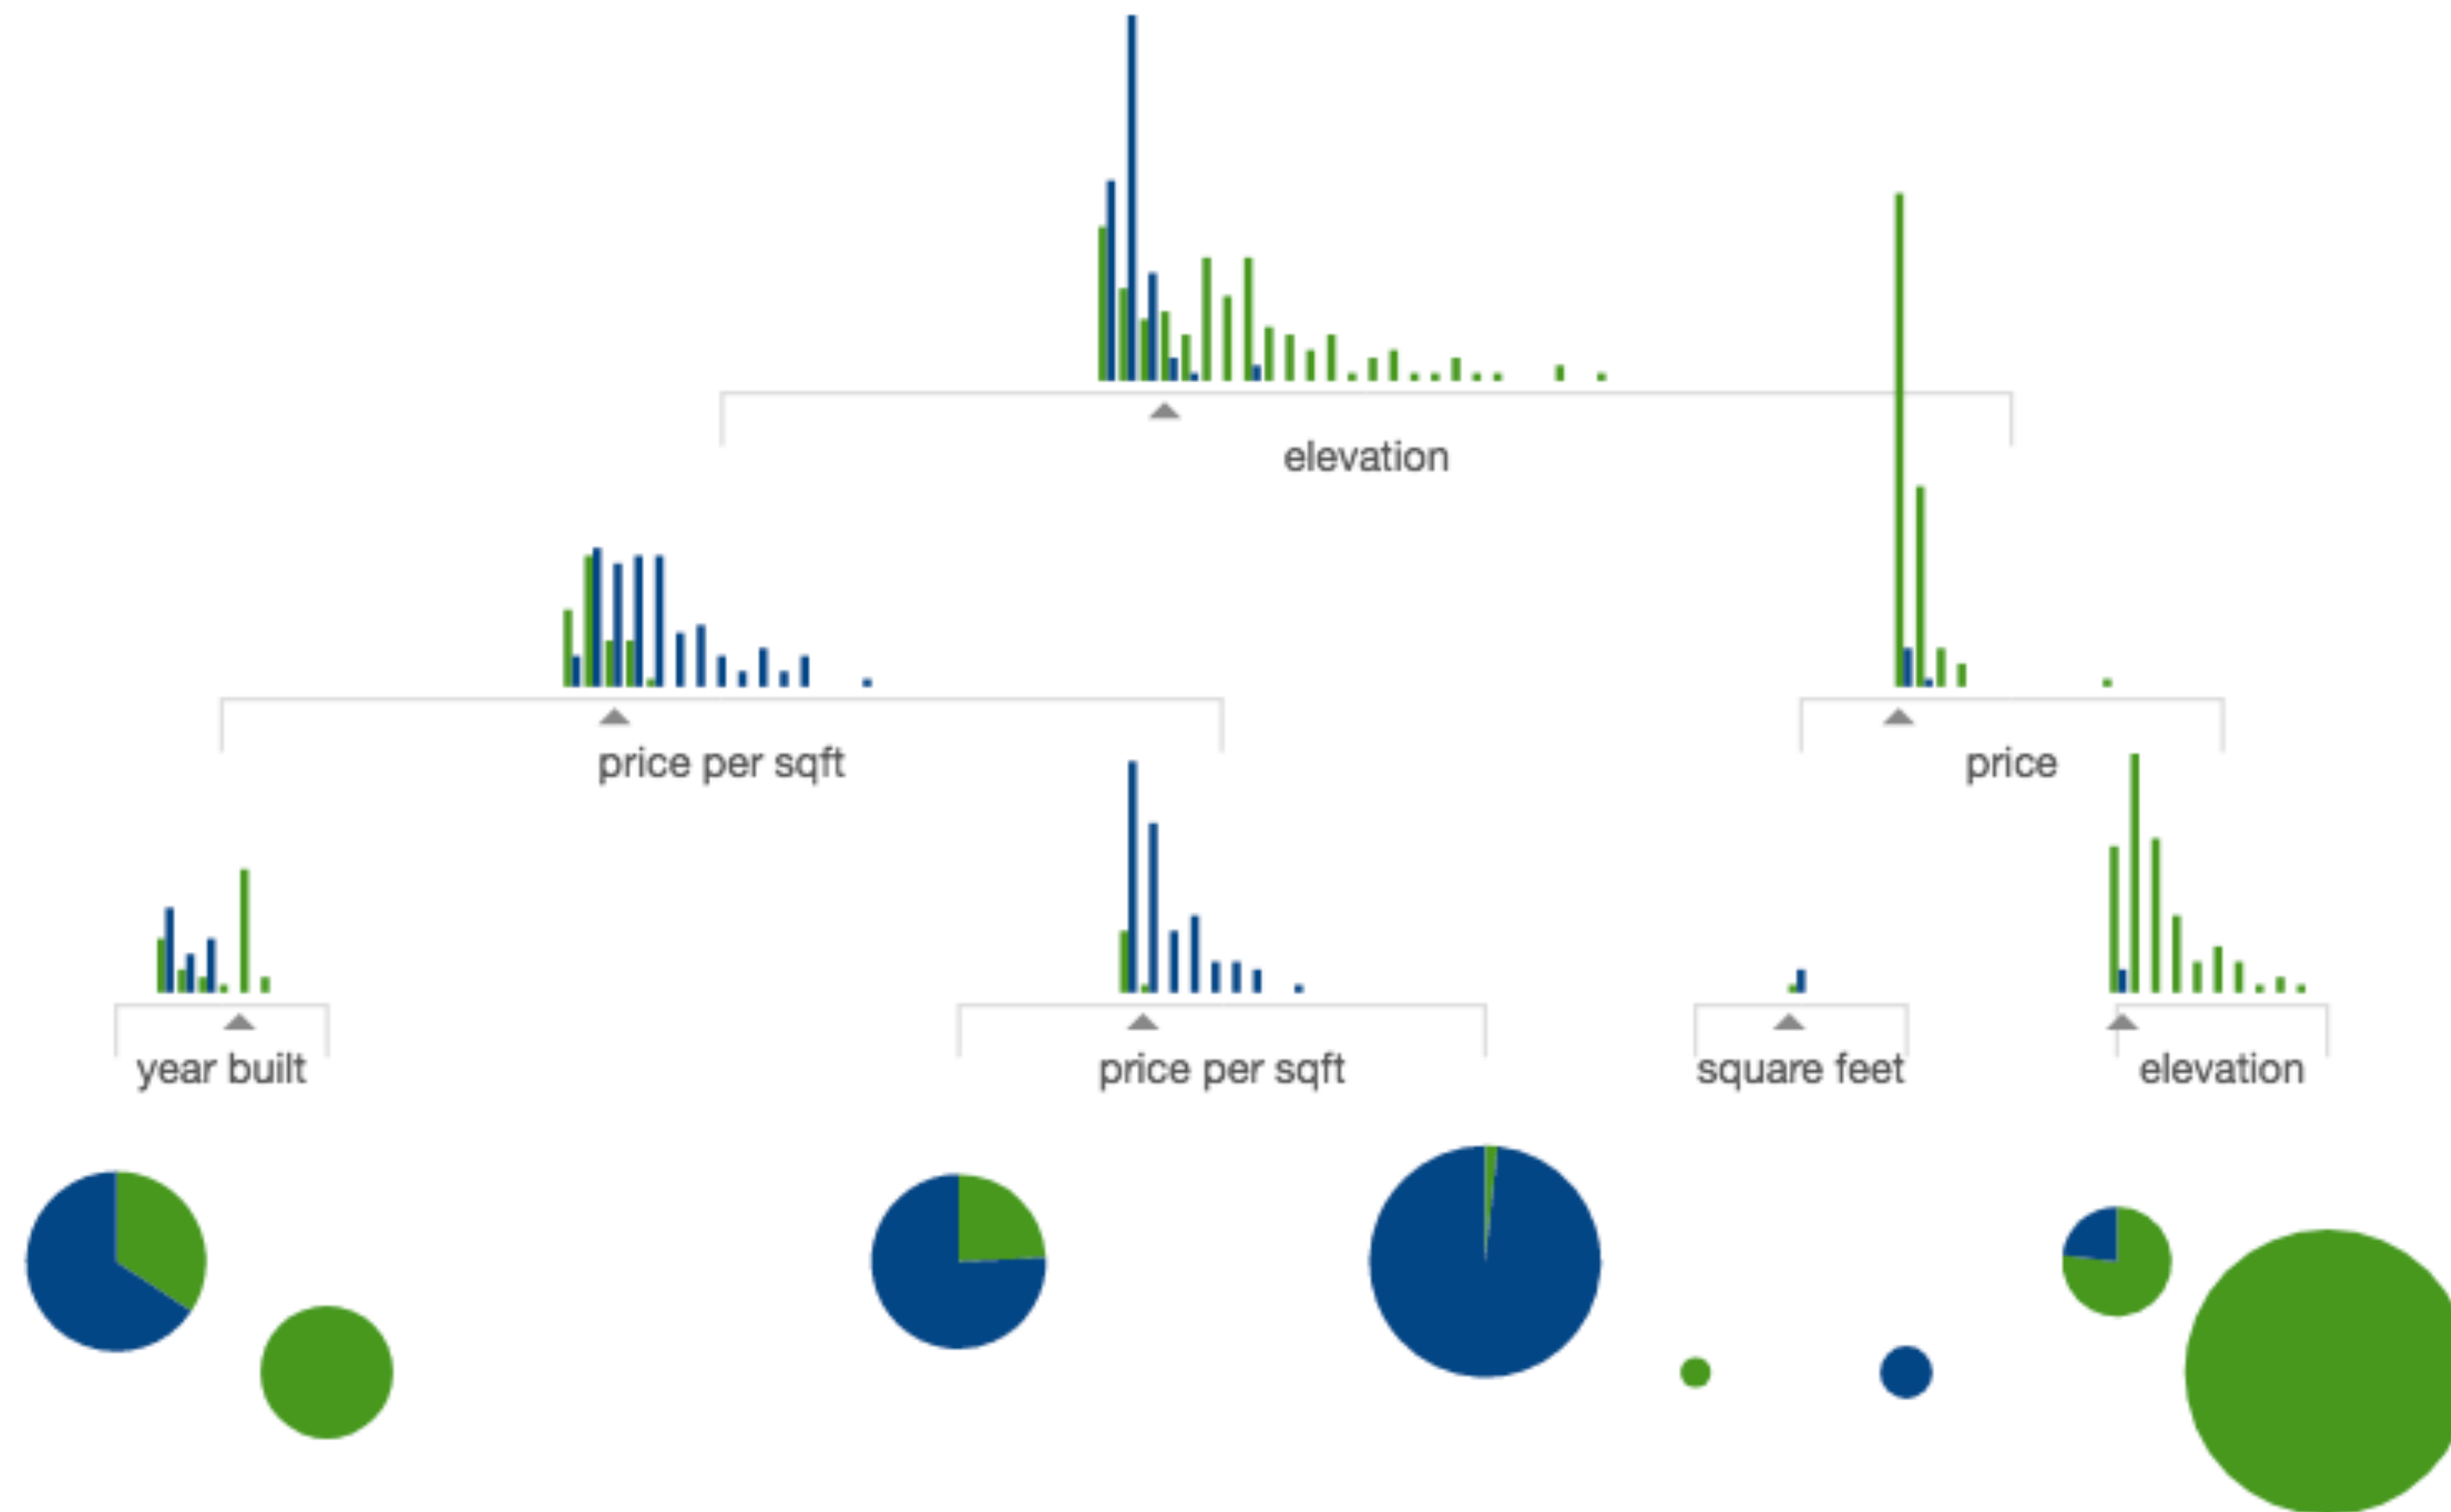 elevation
price per sqft
price
year built
price per sqft
square feet
elevation